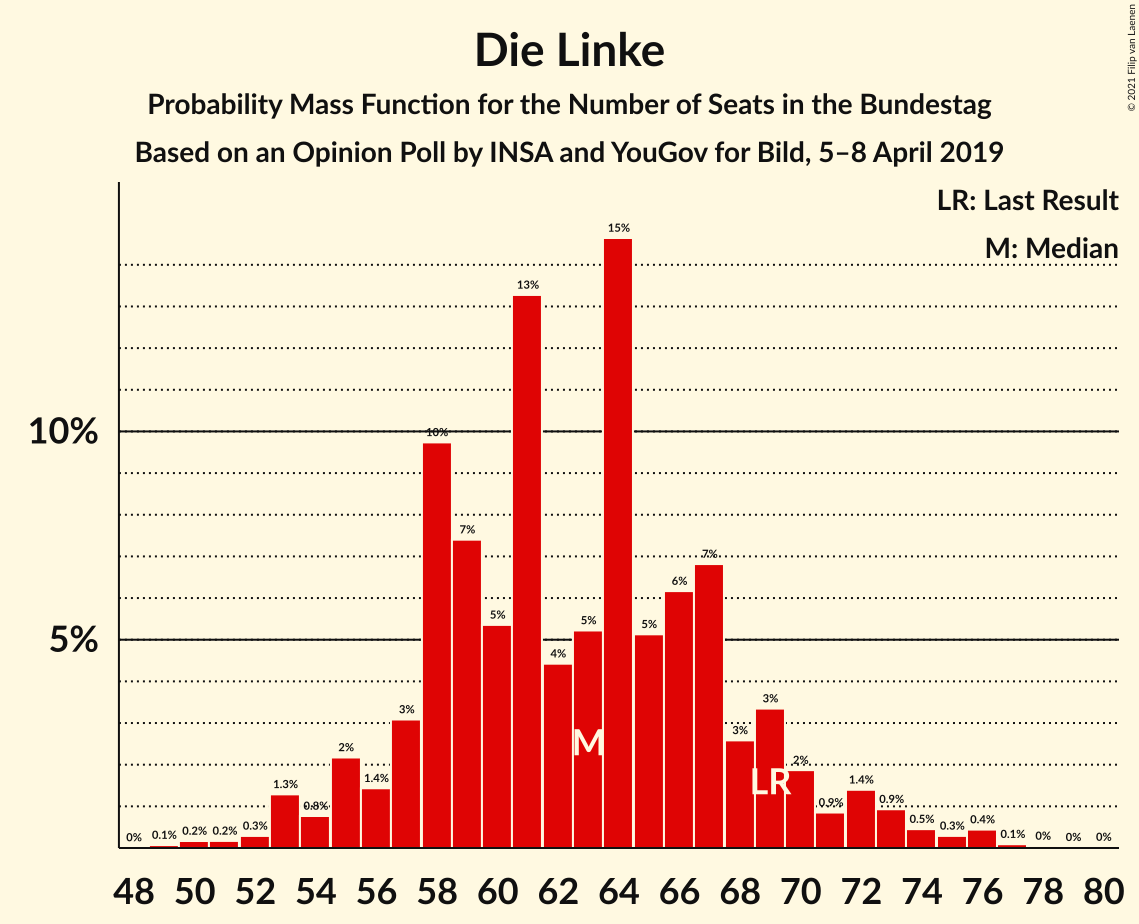 Die Linke
Probability Mass Function for the Number of Seats in the Bundestag
Based on an Opinion Poll by INSA and YouGov for Bild, 5–8 April 2019
© 2021 Filip van Laenen
LR: Last Result
M: Median
10%
5%
0% 0.1% 0.2% 0.2% 0.3% 1.3% 0.8% 2% 1.4% 3% 10% 7% 5% 13% 4% 5% 15% 5% 6% 7% 3% 3% 2% 0.9% 1.4% 0.9% 0.5% 0.3% 0.4% 0.1% 0% 0% 0%
M
LR
48 50 52 54 56 58 60 62 64 66 68 70 72 74 76 78 80